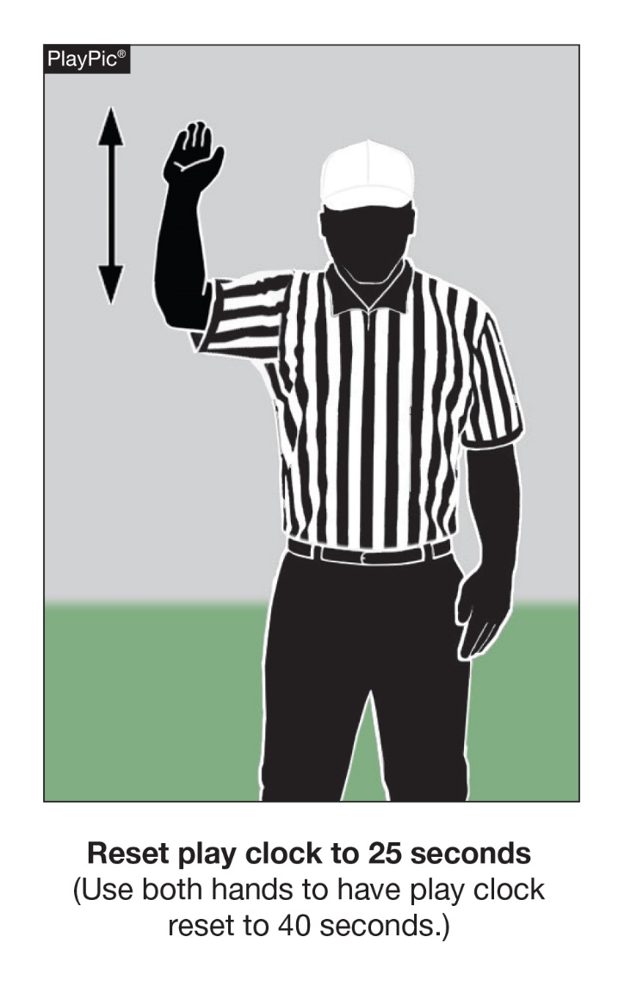 PlayPic®
Reset play clock to 25 seconds
(Use both hands to have play clock
reset to 40 seconds.)